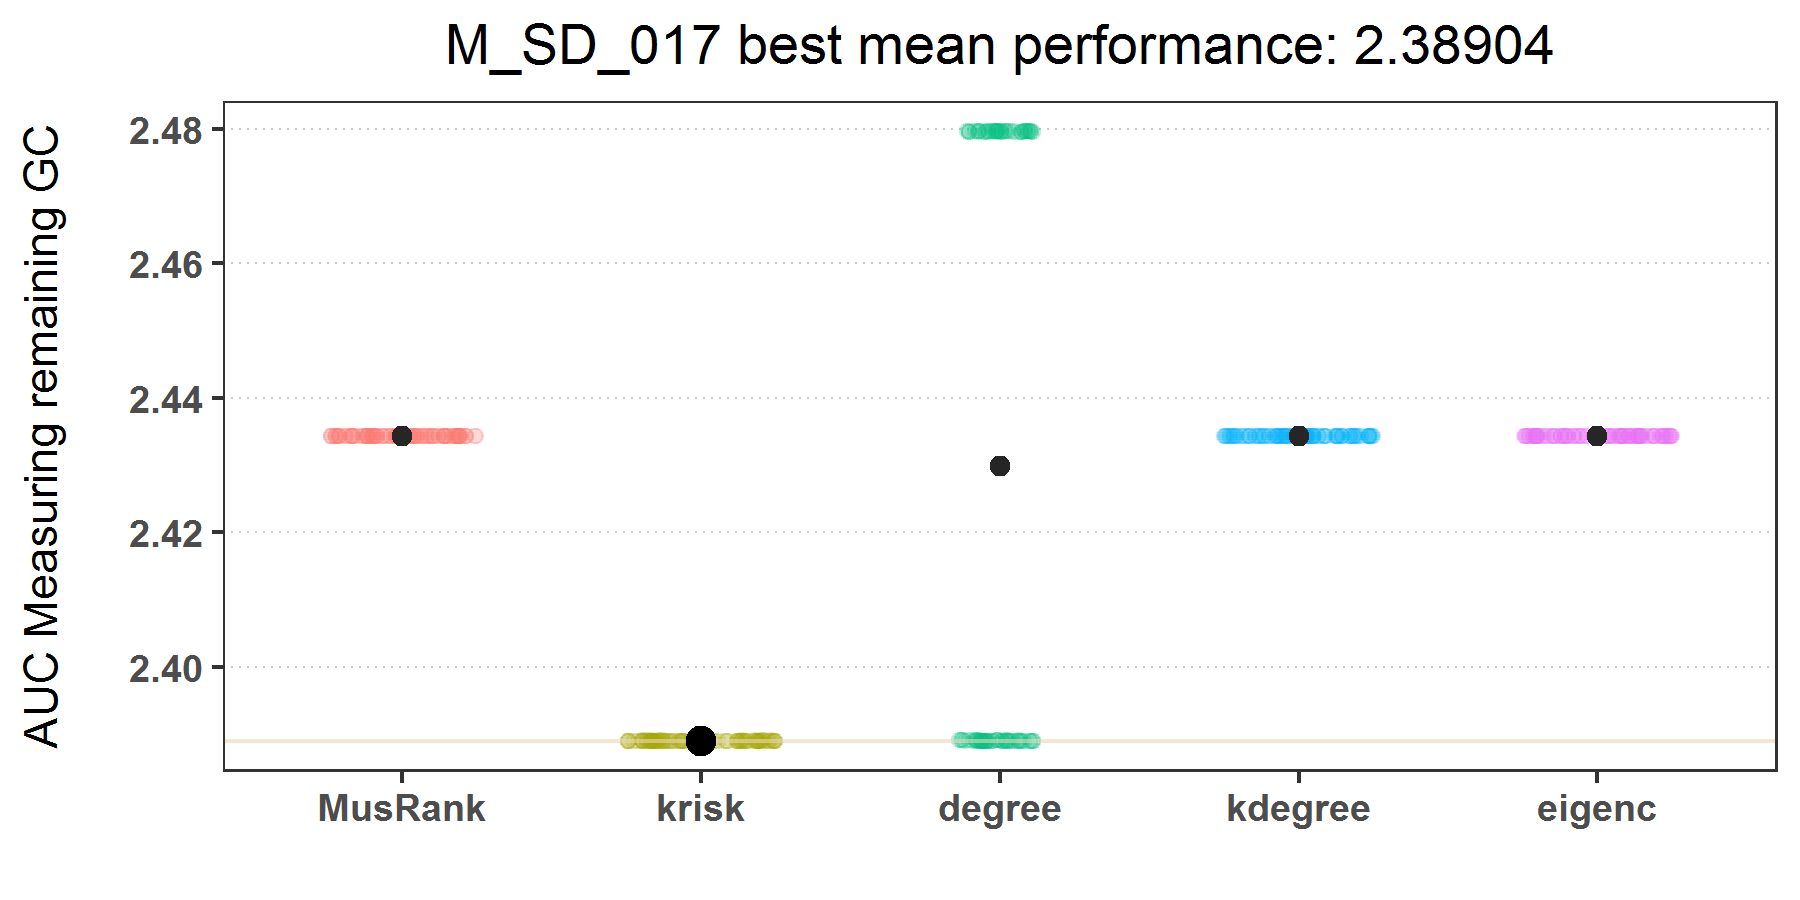 M_SD_017 best mean performance: 2.38904
AUC Measuring remaining GC
2.48
2.46
2.44
2.42
2.40
MusRank krisk degree kdegree eigenc